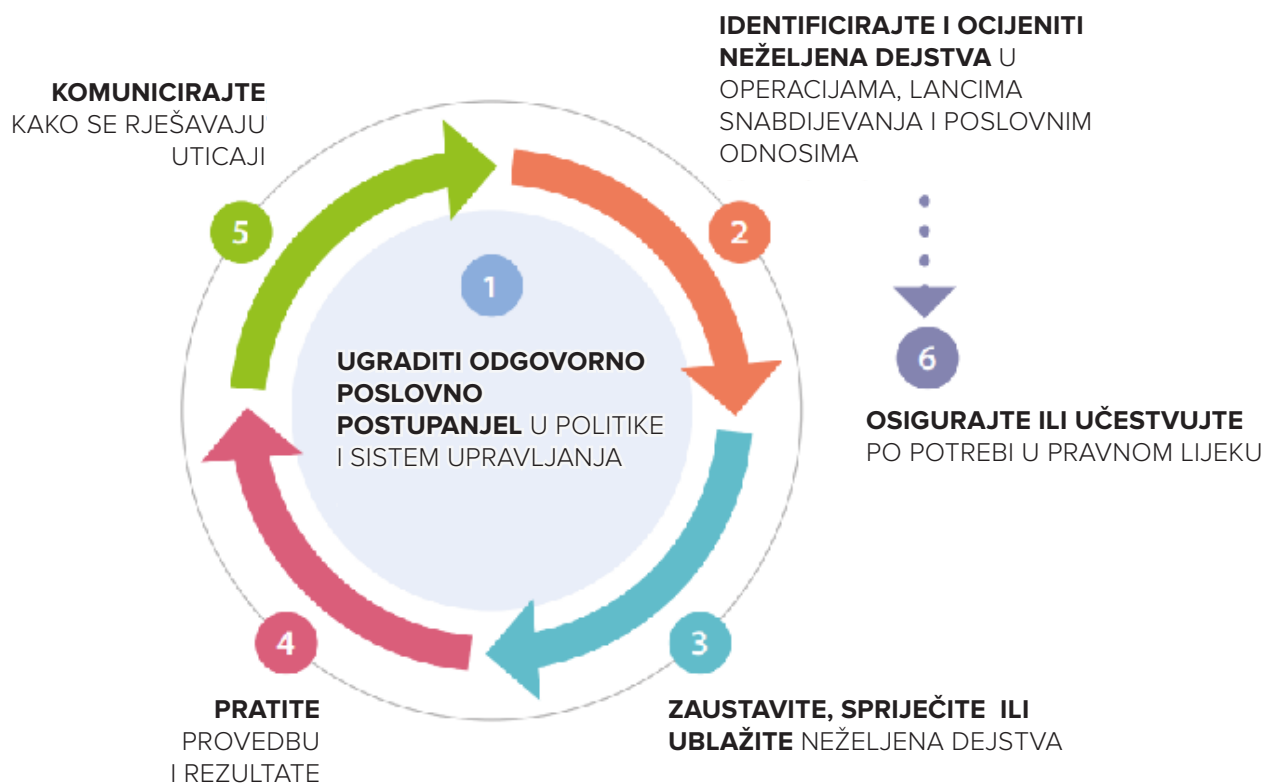 IDENTIFICIRAJTE I OCIJENITI
NEŽELJENA DEJSTVA U
OPERACIJAMA, LANCIMA
SNABDIJEVANJA I POSLOVNIM
ODNOSIMA
KOMUNICIRAJTE
KAKO SE RJEŠAVAJU
UTICAJI
5
2
1
UGRADITI ODGOVORNO
POSLOVNO
POSTUPANJEL U POLITIKE
I SISTEM UPRAVLJANJA
6
OSIGURAJTE ILI UČESTVUJTE
PO POTREBI U PRAVNOM LIJEKU
4
3
PRATITE
PROVEDBU
I REZULTATE
ZAUSTAVITE, SPRIJEČITE ILI
UBLAŽITE NEŽELJENA DEJSTVA